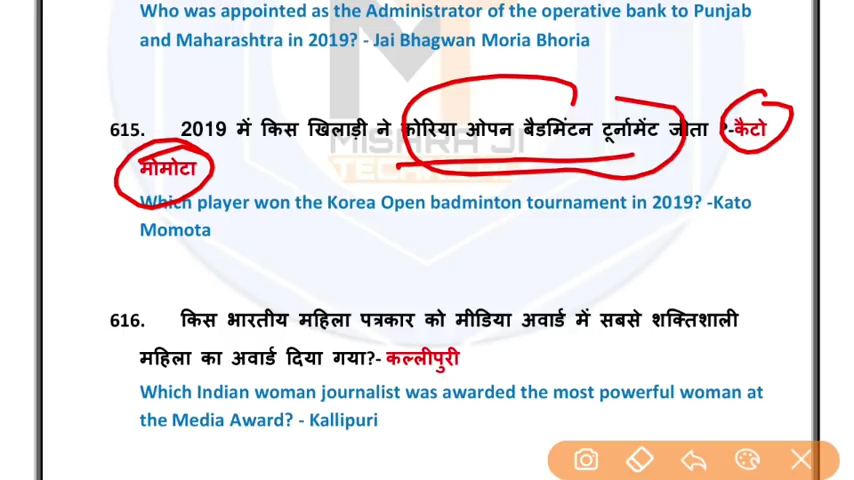 Who was appointed as the Administrator of the operative bank to Punjab
and Maharashtra in 2019? - Jai Bhagwan Moria Bhoria
615. 2019 में किस खिलाड़ी ने कोरिया ओपन बैडमिंटन टूर्नामेंट जीता ?-कैटो
मोमोटा
MISHRA JI
Which player won the Korea Open badminton tournament in 2019? -Kato
Momota
616. किस भारतीय महिला पत्रकार को मीडिया अवार्ड में सबसे शक्तिशाली
महिला का अवार्ड दिया गया?- कल्लीपुरी
Which Indian woman journalist was awarded the most powerful woman at
the Media Award? - Kallipuri